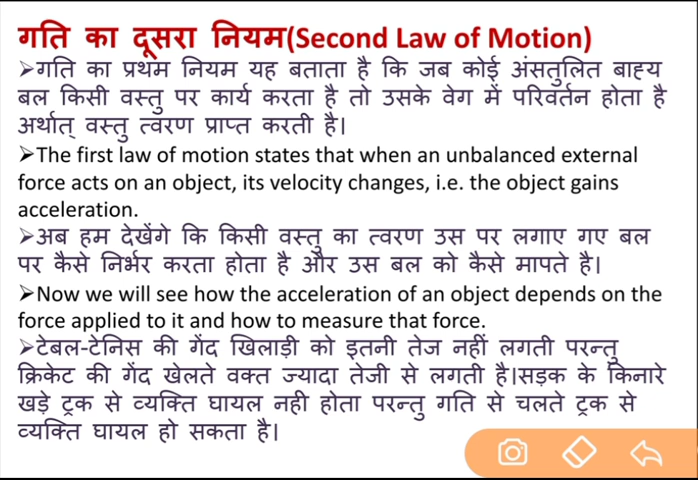 गति का दूसरा नियम(Second Law of Motion)
➢गति का प्रथम नियम यह बताता है कि जब कोई अंसतुलित बाह्य
बल किसी वस्तु पर कार्य करता है तो उसके वेग में परिवर्तन होता है
अर्थात् वस्तु त्वरण प्राप्त करती है।
➢The first law of motion states that when an unbalanced external
force acts on an object, its velocity changes, i.e. the object gains
acceleration.
➢अब हम देखेंगे कि किसी वस्तु का त्वरण उस पर लगाए गए बल
पर कैसे निर्भर करता होता है और उस बल को कैसे मापते है।
➢Now we will see how the acceleration of an object depends on the
force applied to it and how to measure that force.
➢टेबल-टेनिस की गेंद खिलाड़ी को इतनी तेज नहीं लगती परन्तु
क्रिकेट की गेंद खेलते वक्त ज्यादा तेजी से लगती है।सड़क के किनारे
खड़े ट्रक से व्यक्ति घायल नही होता परन्तु गति से चलते ट्रक से
व्यक्ति घायल हो सकता है।